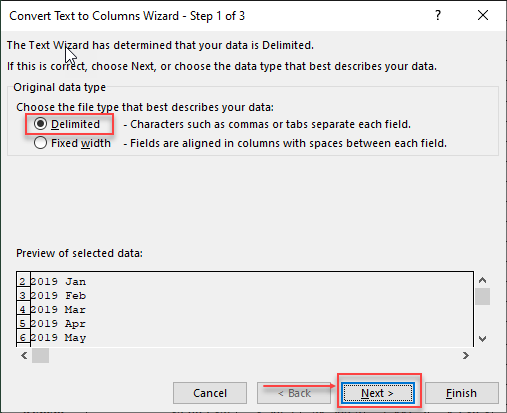 Convert Text to Columns Wizard - Step 1 of 3
The Text Wizard has determined that your data is Delimited.
If this is correct, choose Next, or choose the data type that best describes your data.
Original data type
Choose the file type that best describes your data:
Delimited - Characters such as commas or tabs separate each field.
Fixed width - Fields are aligned in columns with spaces between each field.
Preview of selected data:
2 2019 Jan
3 2019 Feb
4 2019 Mar
5 2019 Apr
6 2019 May
Cancel < Back Next > Finish